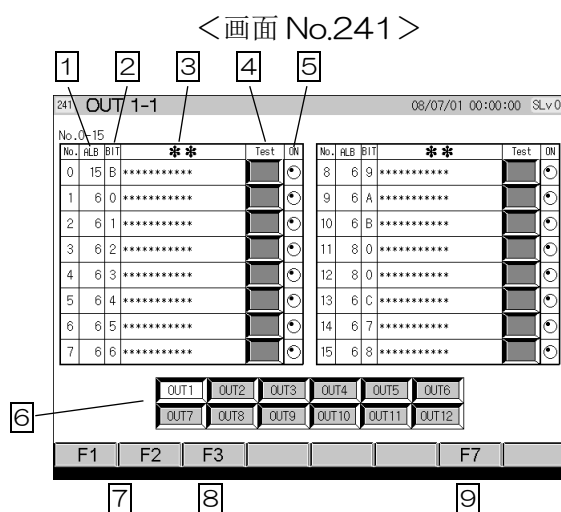 ＜画面 No.241＞
1 2 3 4 5
241 OUT 1-1 08/07/01 00:00:00 SLv0
No.0-15
No. ALB BIT ** Test ON No. ALB BIT ** Test ON
0 15 B *********** 8 6 9 ***********
1 6 0 *********** 9 6 A ***********
2 6 1 *********** 10 6 B ***********
3 6 2 *********** 11 8 0 ***********
4 6 3 *********** 12 8 0 ***********
5 6 4 *********** 13 6 C ***********
6 6 5 *********** 14 6 7 ***********
7 6 6 *********** 15 6 8 ***********
OUT1 OUT2 OUT3 OUT4 OUT5 OUT6
6
OUT7 OUT8 OUT9 OUT10 OUT11 OUT12
F1 F2 F3 F7
7 8 9